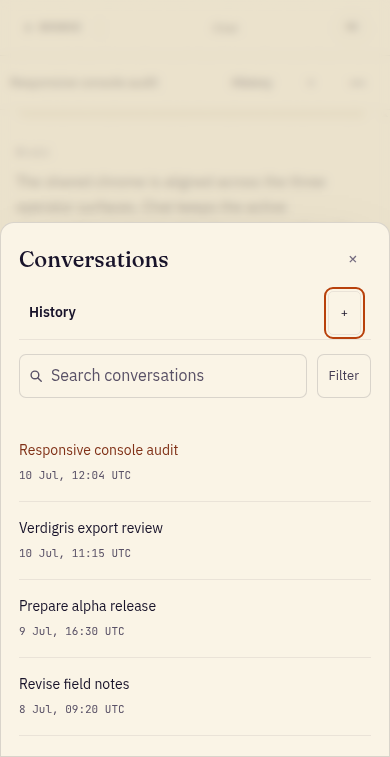 Conversations ×
History +
Search conversations Filter
Responsive console audit
10 Jul, 12:04 UTC
Verdigris export review
10 Jul, 11:15 UTC
Prepare alpha release
9 Jul, 16:30 UTC
Revise field notes
8 Jul, 09:20 UTC